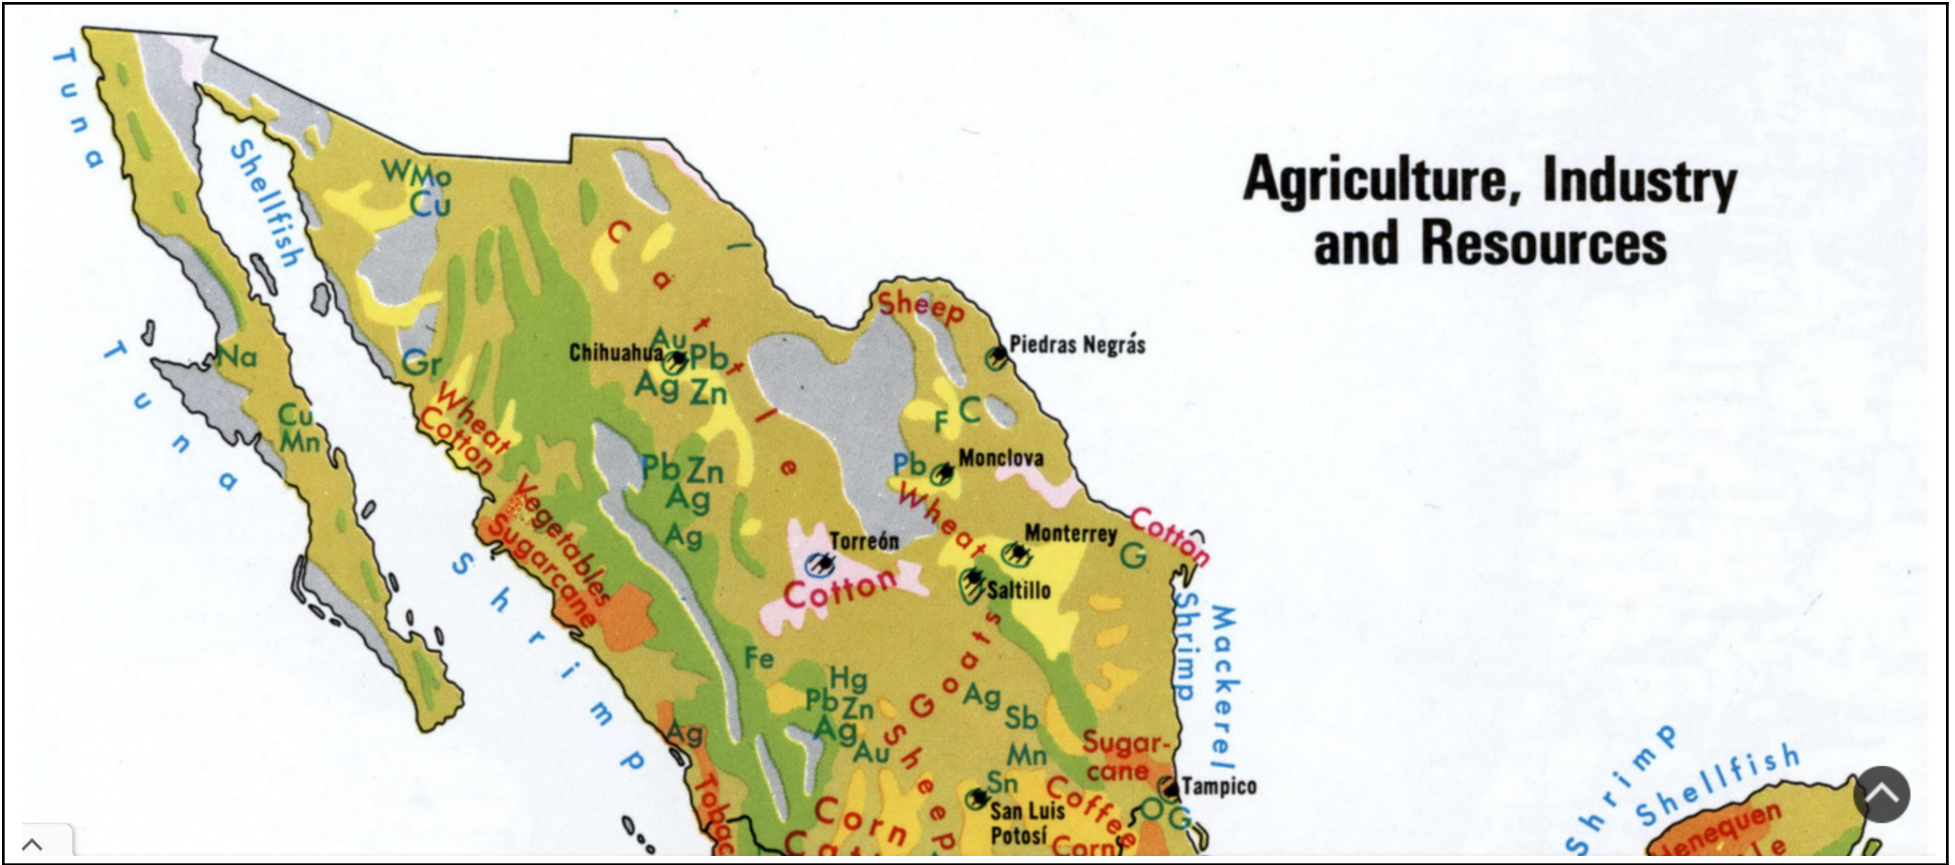 Agriculture, Industry
and Resources
Tuna
Shellfish
W Mo
Cu
Cattle
Sheep
Piedras Negrás
Au
Chihuahua
Pb
Ag Zn
Tuna
Na
Gr
Cu
Mn
Wheat
Cotton
F C
Pb
Monclova
Pb Zn
Ag
Ag
Wheat
Vegetables
Sugarcane
Torreón
Cotton
Monterrey
G
Cotton
Saltillo
Shrimp
Shrimp
Mackerel
Goats
Fe
Hg
Pb Zn
Ag
Au
Ag
Sb
Mn
Sn
Ag
Sheep
Sugar-
cane
Tampico
O G
San Luis
Potosí
Coffee
Corn
Corn
Shrimp
Shellfish